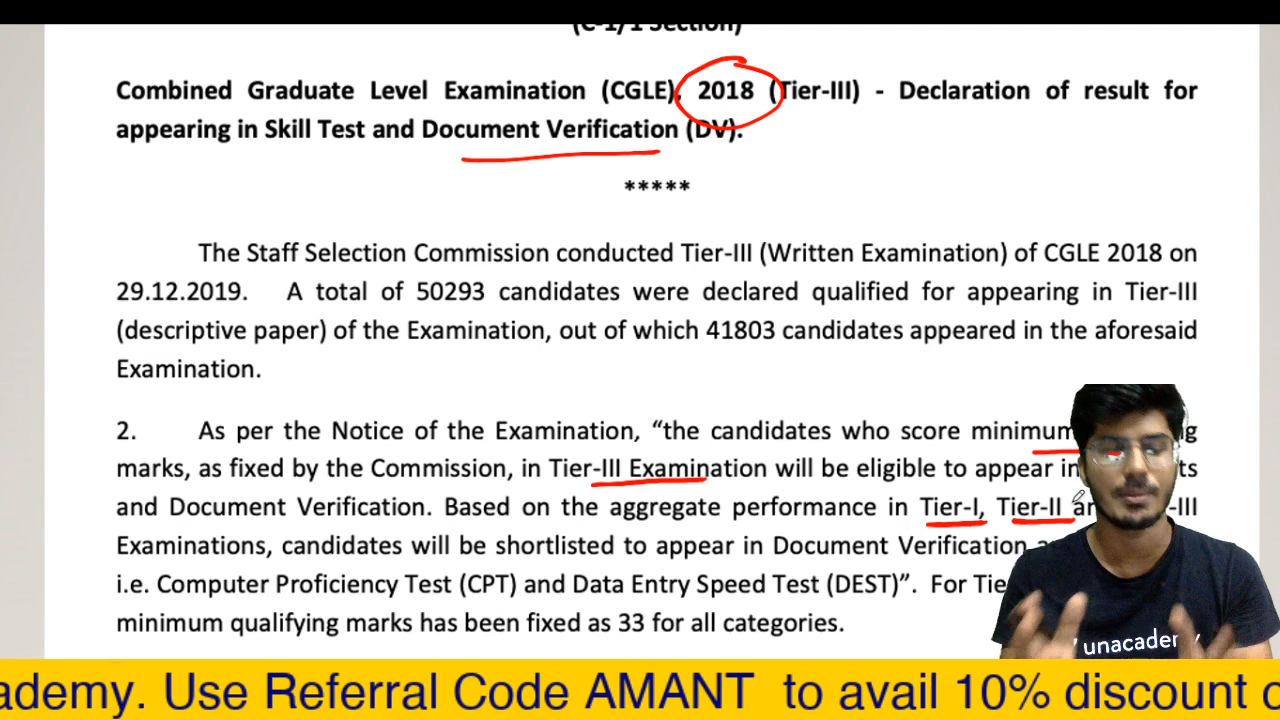 (C-1/1 Section)
Combined Graduate Level Examination (CGLE), 2018 (Tier-III) - Declaration of result for
appearing in Skill Test and Document Verification (DV).
*****
The Staff Selection Commission conducted Tier-III (Written Examination) of CGLE 2018 on
29.12.2019. A total of 50293 candidates were declared qualified for appearing in Tier-III
(descriptive paper) of the Examination, out of which 41803 candidates appeared in the aforesaid
Examination.
2. As per the Notice of the Examination, “the candidates who score minimum
marks, as fixed by the Commission, in Tier-III Examination will be eligible to appear in
and Document Verification. Based on the aggregate performance in Tier-I, Tier-II -III
Examinations, candidates will be shortlisted to appear in Document Verification
i.e. Computer Proficiency Test (CPT) and Data Entry Speed Test (DEST)”. For
minimum qualifying marks has been fixed as 33 for all categories.
unacademy
ademy. Use Referral Code AMANT to avail 10% discount